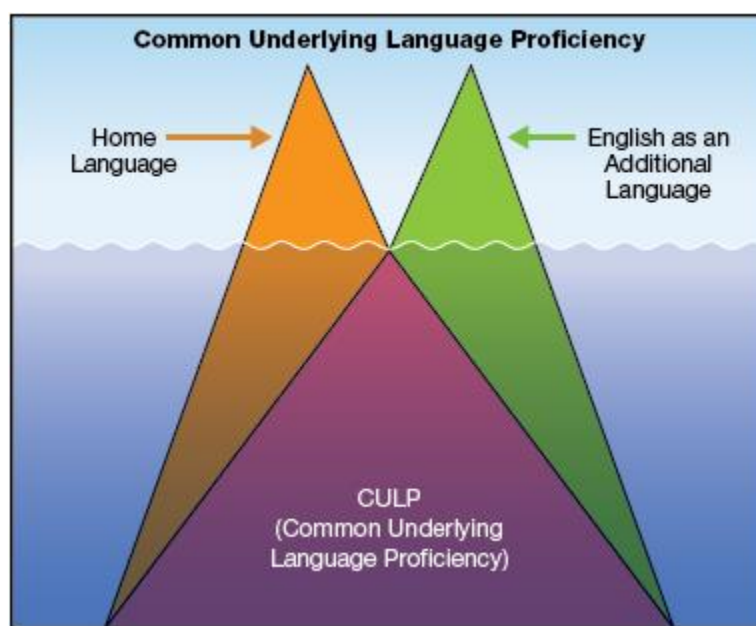 Common Underlying Language Proficiency
Home
Language
English as an
Additional
Language
CULP
(Common Underlying
Language Proficiency)